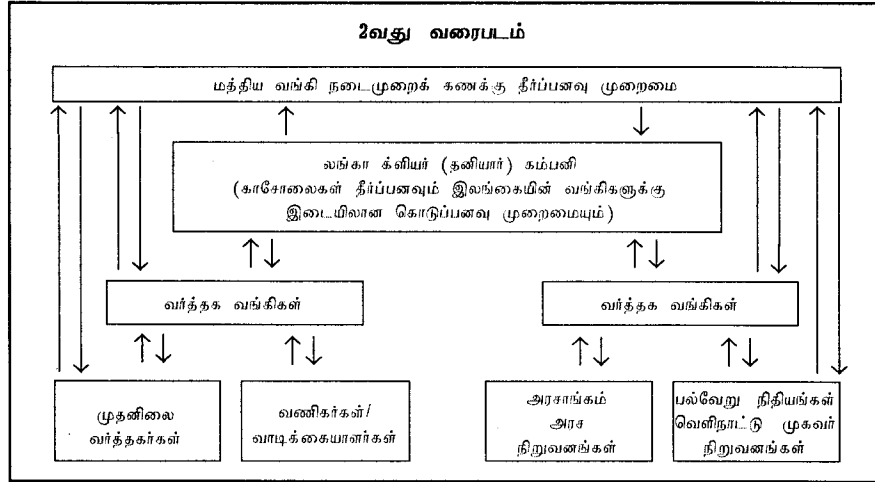 2வது வரைபடம்
மத்திய வங்கி நடைமுறைக் கணக்கு தீர்ப்பனவு முறைமை
லங்கா க்ளியர் (தனியார்) கம்பனி
(காசோலைகள் தீர்ப்பனவும் இலங்கையின் வங்கிகளுக்கு
இடையிலான கொடுப்பனவு முறைமையும்)
வர்த்தக வங்கிகள்
வர்த்தக வங்கிகள்
முதனிலை
வர்த்தகர்கள்
வணிகர்கள்/
வாடிக்கையாளர்கள்
அரசாங்கம்
அரச
நிறுவனங்கள்
பல்வேறு நிதியங்கள்
வெளிநாட்டு முகவர்
நிறுவனங்கள்